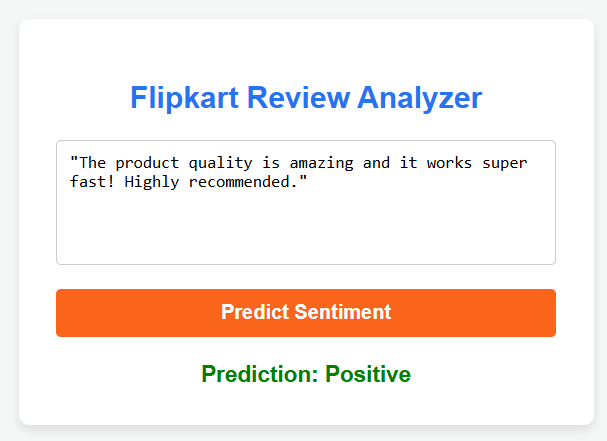 Flipkart Review Analyzer
"The product quality is amazing and it works super
fast! Highly recommended."
Predict Sentiment
Prediction: Positive